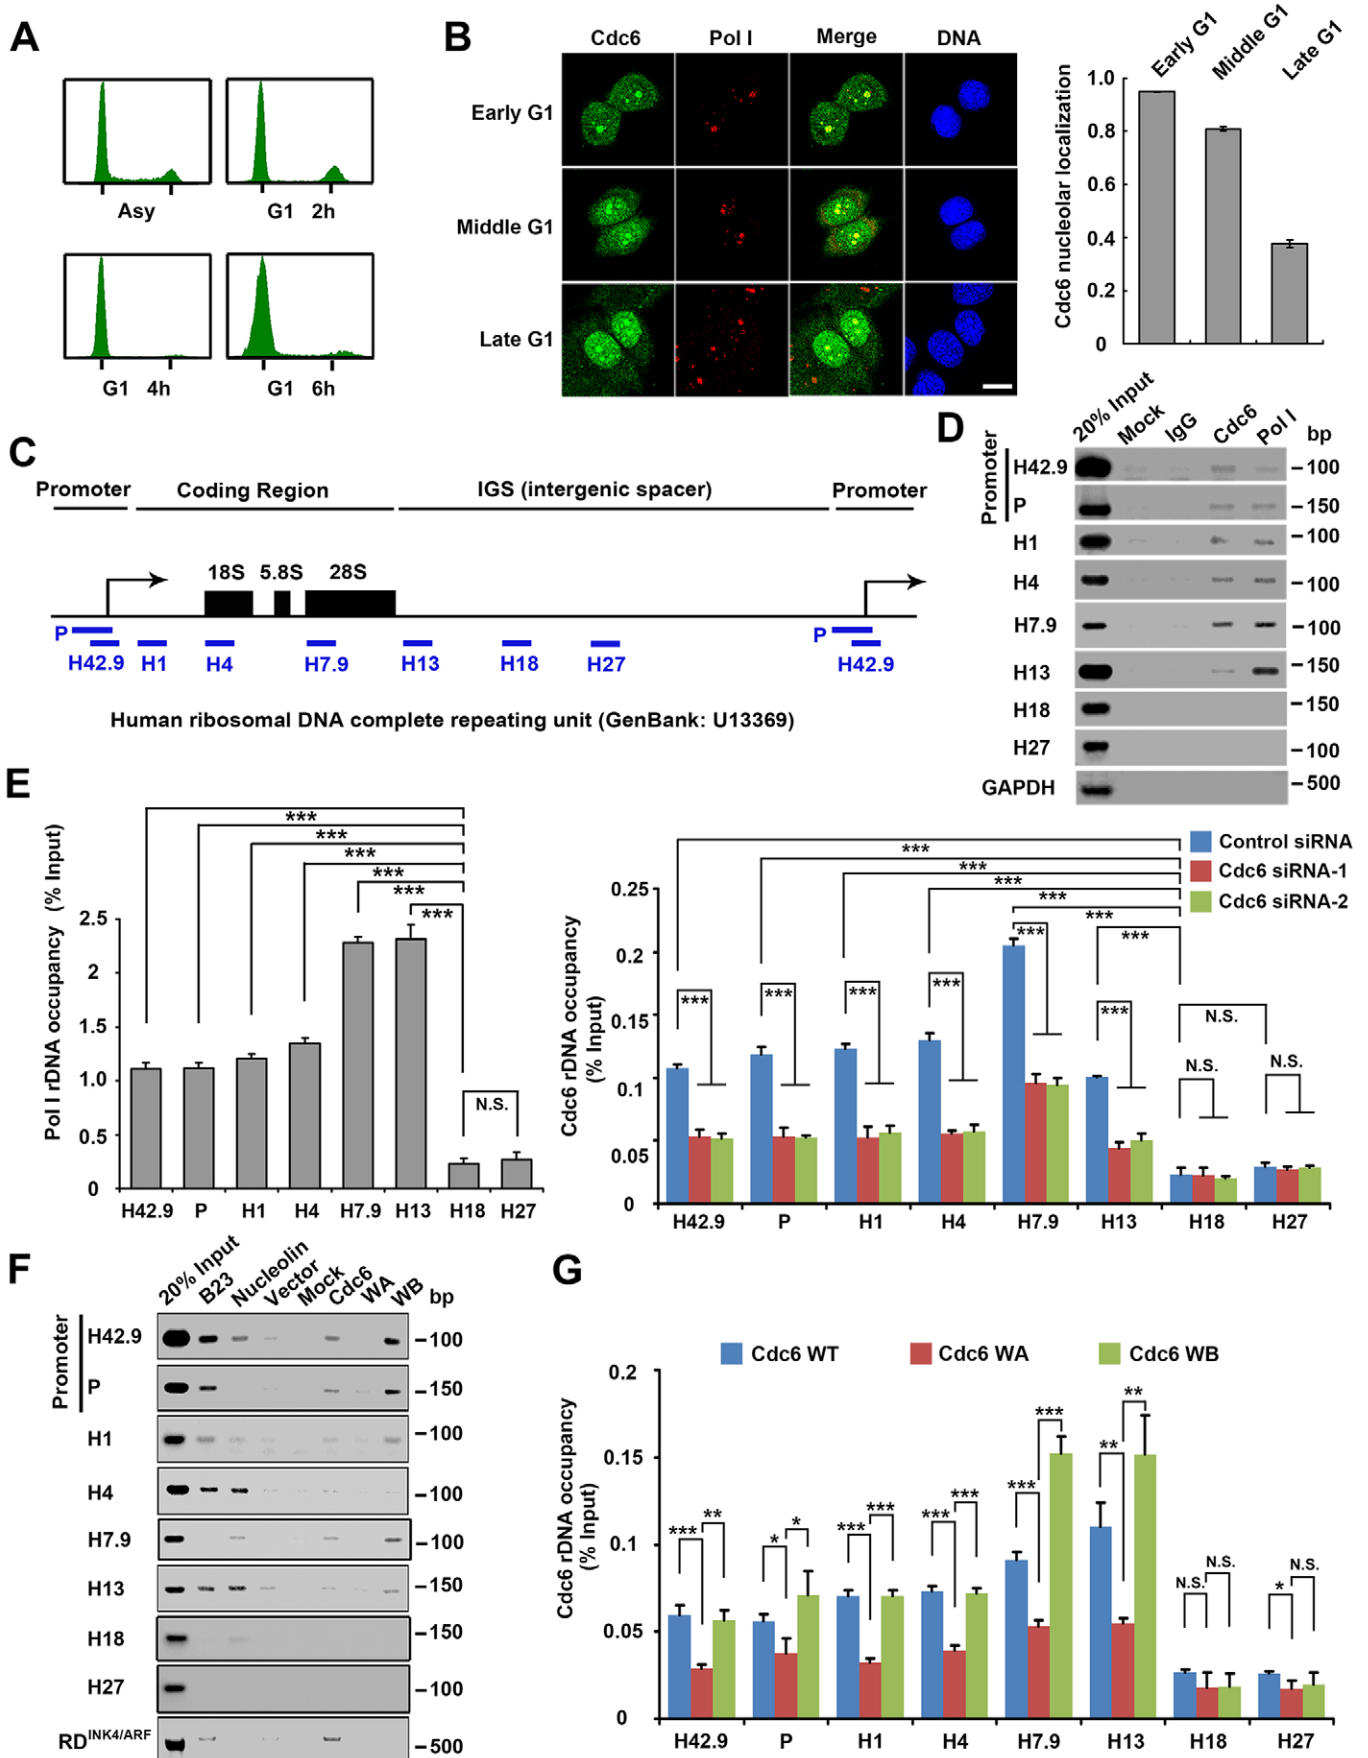 A
Asy
G1 2h
G1 4h
G1 6h
B
Cdc6 Pol I Merge DNA
Early G1
Middle G1
Late G1
Early G1 Middle G1 Late G1
Cdc6 nucleolar localization
1.0
0.8
0.6
0.4
0.2
0
C
Promoter Coding Region IGS (intergenic spacer) Promoter
18S 5.8S 28S
P P
H42.9 H1 H4 H7.9 H13 H18 H27 H42.9
Human ribosomal DNA complete repeating unit (GenBank: U13369)
D
20% Input Mock IgG Cdc6 Pol I bp
Promoter
H42.9 100
P 150
H1 100
H4 100
H7.9 100
H13 150
H18 150
H27 100
GAPDH 500
E
Pol I rDNA occupancy (% Input)
2.5
2
1.5
1.0
0.5
0
***
***
***
***
***
***
N.S.
H42.9 P H1 H4 H7.9 H13 H18 H27
Control siRNA
Cdc6 siRNA-1
Cdc6 siRNA-2
Cdc6 rDNA occupancy
(% Input)
0.25
0.2
0.15
0.1
0.05
0
***
***
***
***
***
***
*** *** *** *** *** ***
N.S.
N.S. N.S.
H42.9 P H1 H4 H7.9 H13 H18 H27
F
20% Input B23 Nucleolin Vector Mock Cdc6 WA WB bp
Promoter
H42.9 100
P 150
H1 100
H4 100
H7.9 100
H13 150
H18 150
H27 100
RD INK4/ARF 500
G
Cdc6 WT Cdc6 WA Cdc6 WB
Cdc6 rDNA occupancy
(% Input)
0.2
0.15
0.1
0.05
0
*** ** * * *** *** *** *** *** *** ** ** N.S. N.S. * N.S.
H42.9 P H1 H4 H7.9 H13 H18 H27